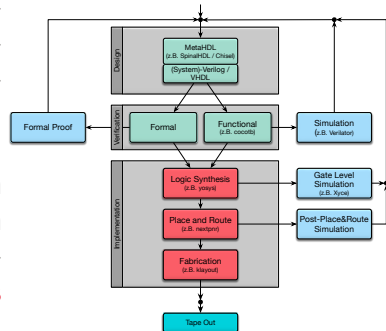 Design
MetaHDL
(z.B. SpinalHDL / Chisel)
(System)-Verilog /
VHDL
Verification
Formal Proof
Formal
Functional
(z.B. cocotb)
Simulation
(z.B. Verilator)
Implementation
Logic Synthesis
(z.B. yosys)
Gate Level
Simulation
(z.B. Xyce)
Place and Route
(z.B. nextpnr)
Post-Place&Route
Simulation
Fabrication
(z.B. klayout)
Tape Out